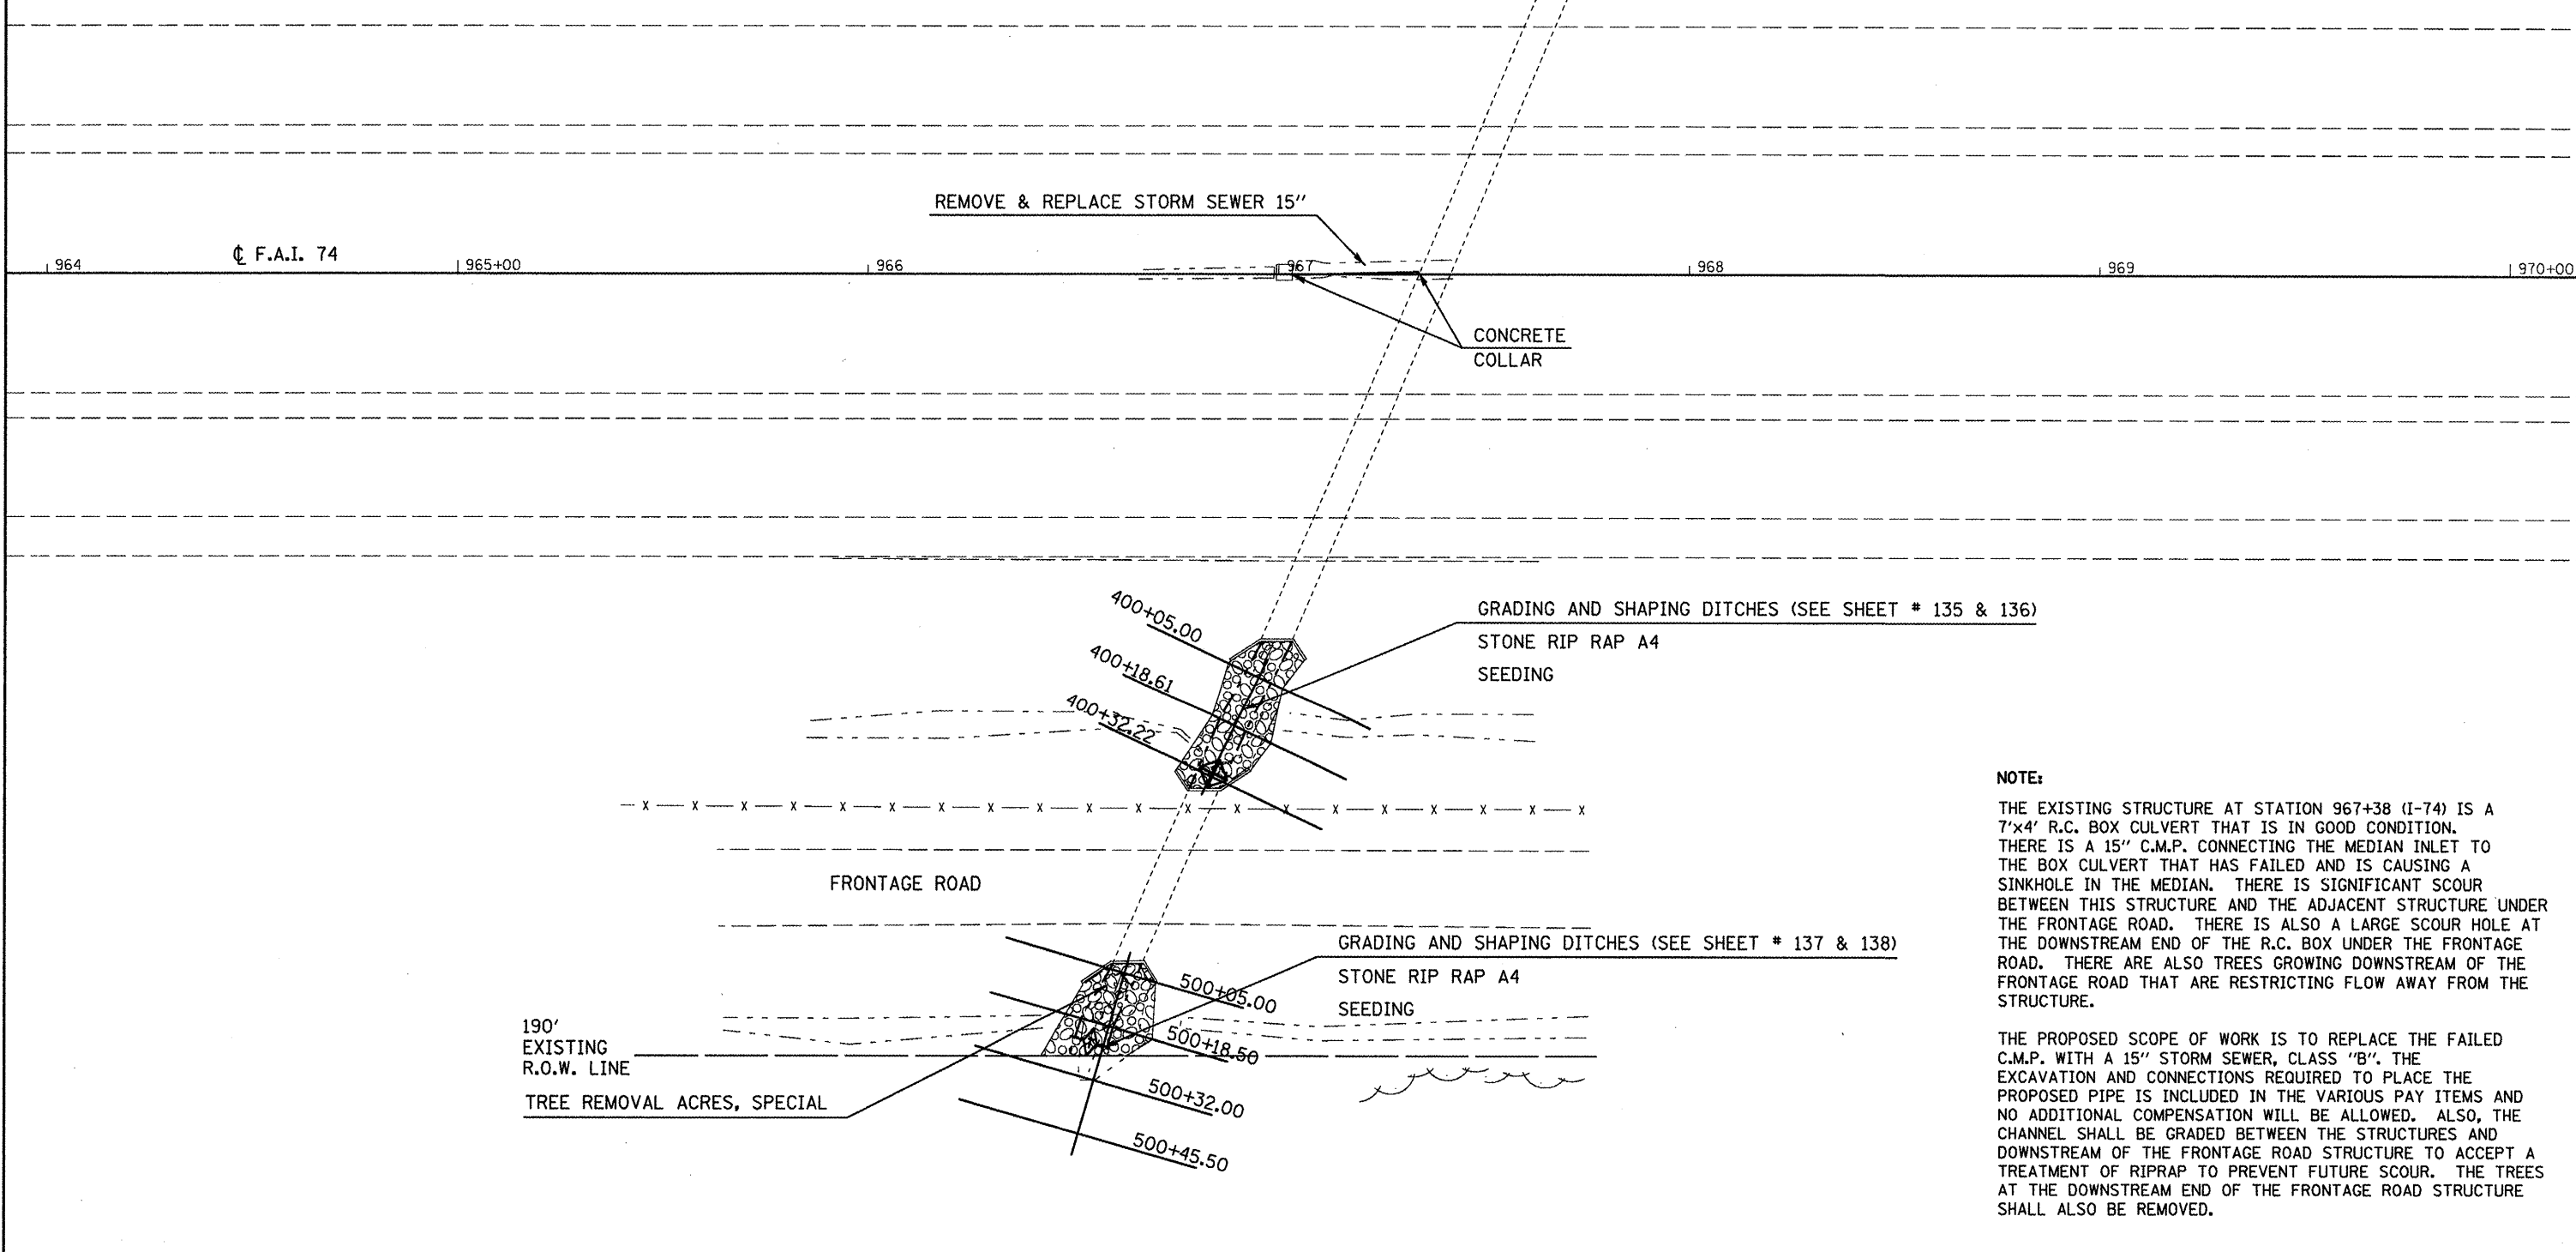 REMOVE & REPLACE STORM SEWER 15"
℄ F.A.I. 74
964
965+00
966
967
968
969
970+00
CONCRETE
COLLAR
400+05.00
400+18.61
400+32.22
GRADING AND SHAPING DITCHES (SEE SHEET # 135 & 136)
STONE RIP RAP A4
SEEDING
X X X X X X X X X X X X X X X X X X X X
FRONTAGE ROAD
GRADING AND SHAPING DITCHES (SEE SHEET # 137 & 138)
STONE RIP RAP A4
SEEDING
500+05.00
500+18.50
500+32.00
500+45.50
190'
EXISTING
R.O.W. LINE
TREE REMOVAL ACRES, SPECIAL
NOTE:
THE EXISTING STRUCTURE AT STATION 967+38 (I-74) IS A
7'x4' R.C. BOX CULVERT THAT IS IN GOOD CONDITION.
THERE IS A 15" C.M.P. CONNECTING THE MEDIAN INLET TO
THE BOX CULVERT THAT HAS FAILED AND IS CAUSING A
SINKHOLE IN THE MEDIAN. THERE IS SIGNIFICANT SCOUR
BETWEEN THIS STRUCTURE AND THE ADJACENT STRUCTURE UNDER
THE FRONTAGE ROAD. THERE IS ALSO A LARGE SCOUR HOLE AT
THE DOWNSTREAM END OF THE R.C. BOX UNDER THE FRONTAGE
ROAD. THERE ARE ALSO TREES GROWING DOWNSTREAM OF THE
FRONTAGE ROAD THAT ARE RESTRICTING FLOW AWAY FROM THE
STRUCTURE.
THE PROPOSED SCOPE OF WORK IS TO REPLACE THE FAILED
C.M.P. WITH A 15" STORM SEWER, CLASS "B". THE
EXCAVATION AND CONNECTIONS REQUIRED TO PLACE THE
PROPOSED PIPE IS INCLUDED IN THE VARIOUS PAY ITEMS AND
NO ADDITIONAL COMPENSATION WILL BE ALLOWED. ALSO, THE
CHANNEL SHALL BE GRADED BETWEEN THE STRUCTURES AND
DOWNSTREAM OF THE FRONTAGE ROAD STRUCTURE TO ACCEPT A
TREATMENT OF RIPRAP TO PREVENT FUTURE SCOUR. THE TREES
AT THE DOWNSTREAM END OF THE FRONTAGE ROAD STRUCTURE
SHALL ALSO BE REMOVED.